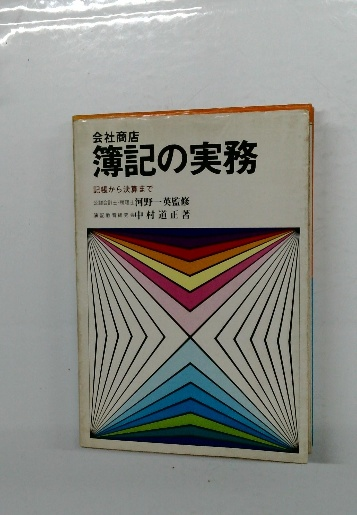 会社商店
簿記の実務
記帳から決算まで
公認会計士・税理士 河野一英監修
中村道正著